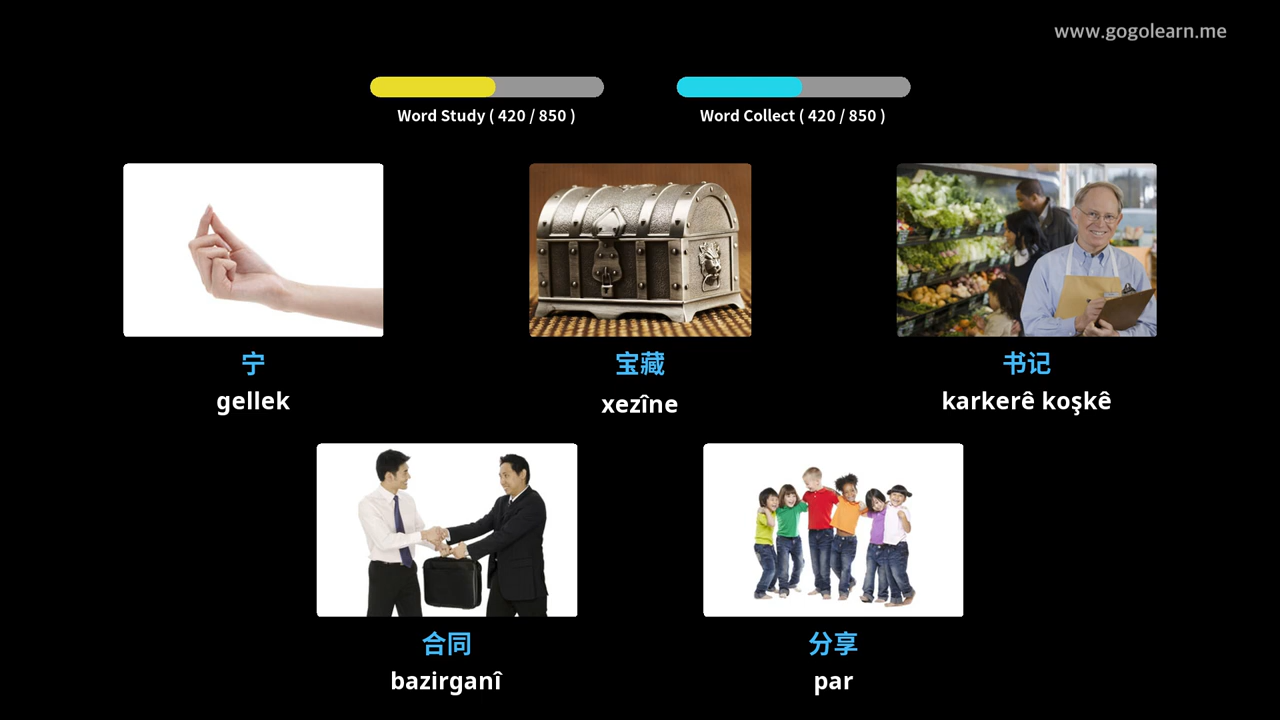 www.gogolearn.me
Word Study ( 420 / 850 )
Word Collect ( 420 / 850 )
宁
gellek
宝藏
xezîne
书记
karkerê koşkê
合同
bazirganî
分享
par